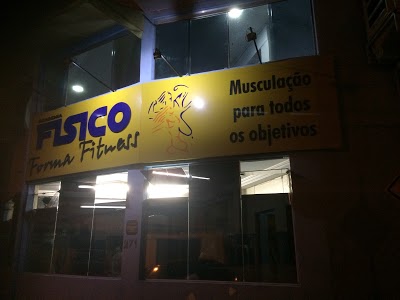 FISICO
Forma Fitness
Musculação
para todos
os objetivos